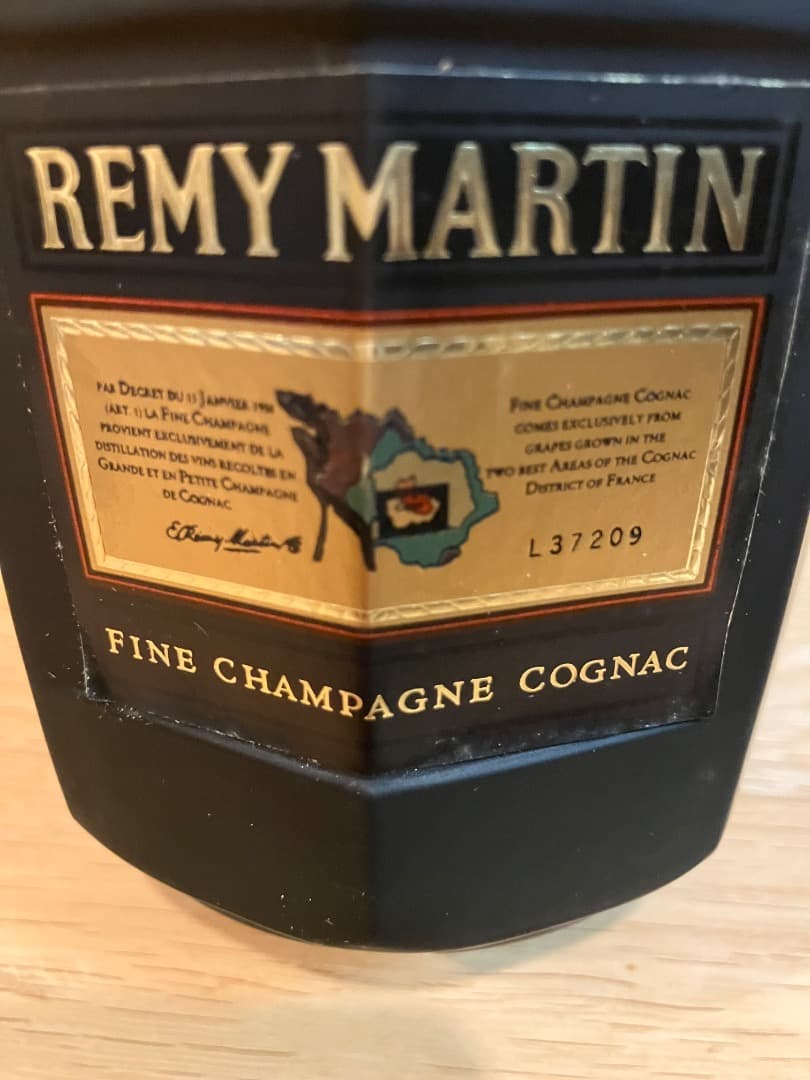 REMY MARTIN
PAR DECRET DU 13 JANVIER 1938
(ART. 1) LA FINE CHAMPAGNE
PROVIENT EXCLUSIVEMENT DE LA
DISTILLATION DES VINS RECOLTES EN
GRANDE ET EN PETITE CHAMPAGNE
DE COGNAC
E. Remy Martin
FINE CHAMPAGNE COGNAC
COMES EXCLUSIVELY FROM
GRAPES GROWN IN THE
TWO BEST AREAS OF THE COGNAC
DISTRICT OF FRANCE
L37209
FINE CHAMPAGNE COGNAC